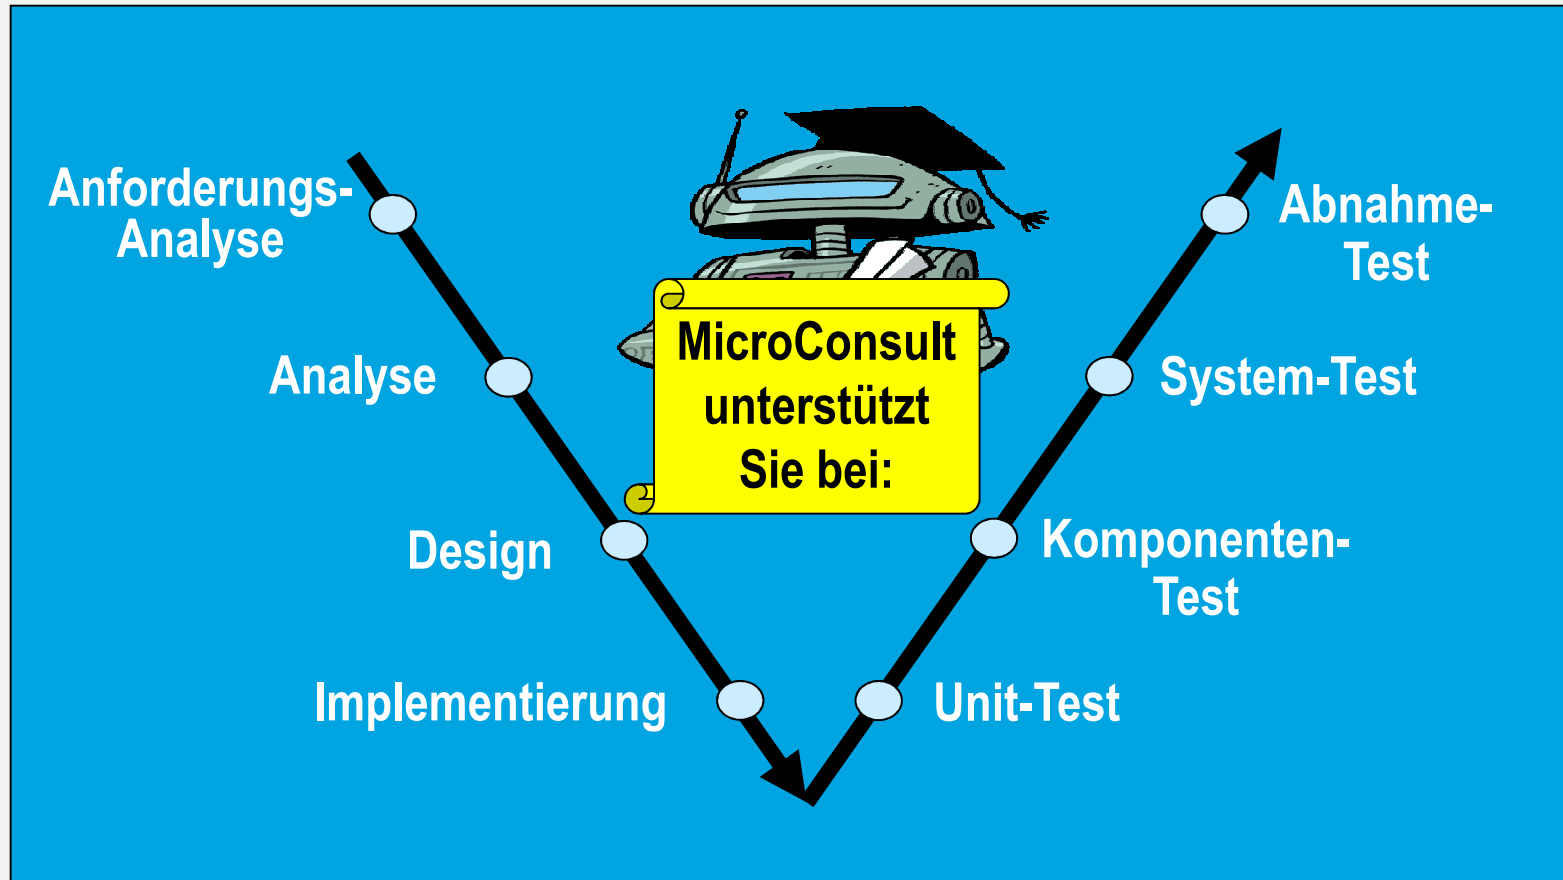 Anforderungs-
Analyse
Analyse
Design
Implementierung
MicroConsult
unterstützt
Sie bei:
Abnahme-
Test
System-Test
Komponenten-
Test
Unit-Test